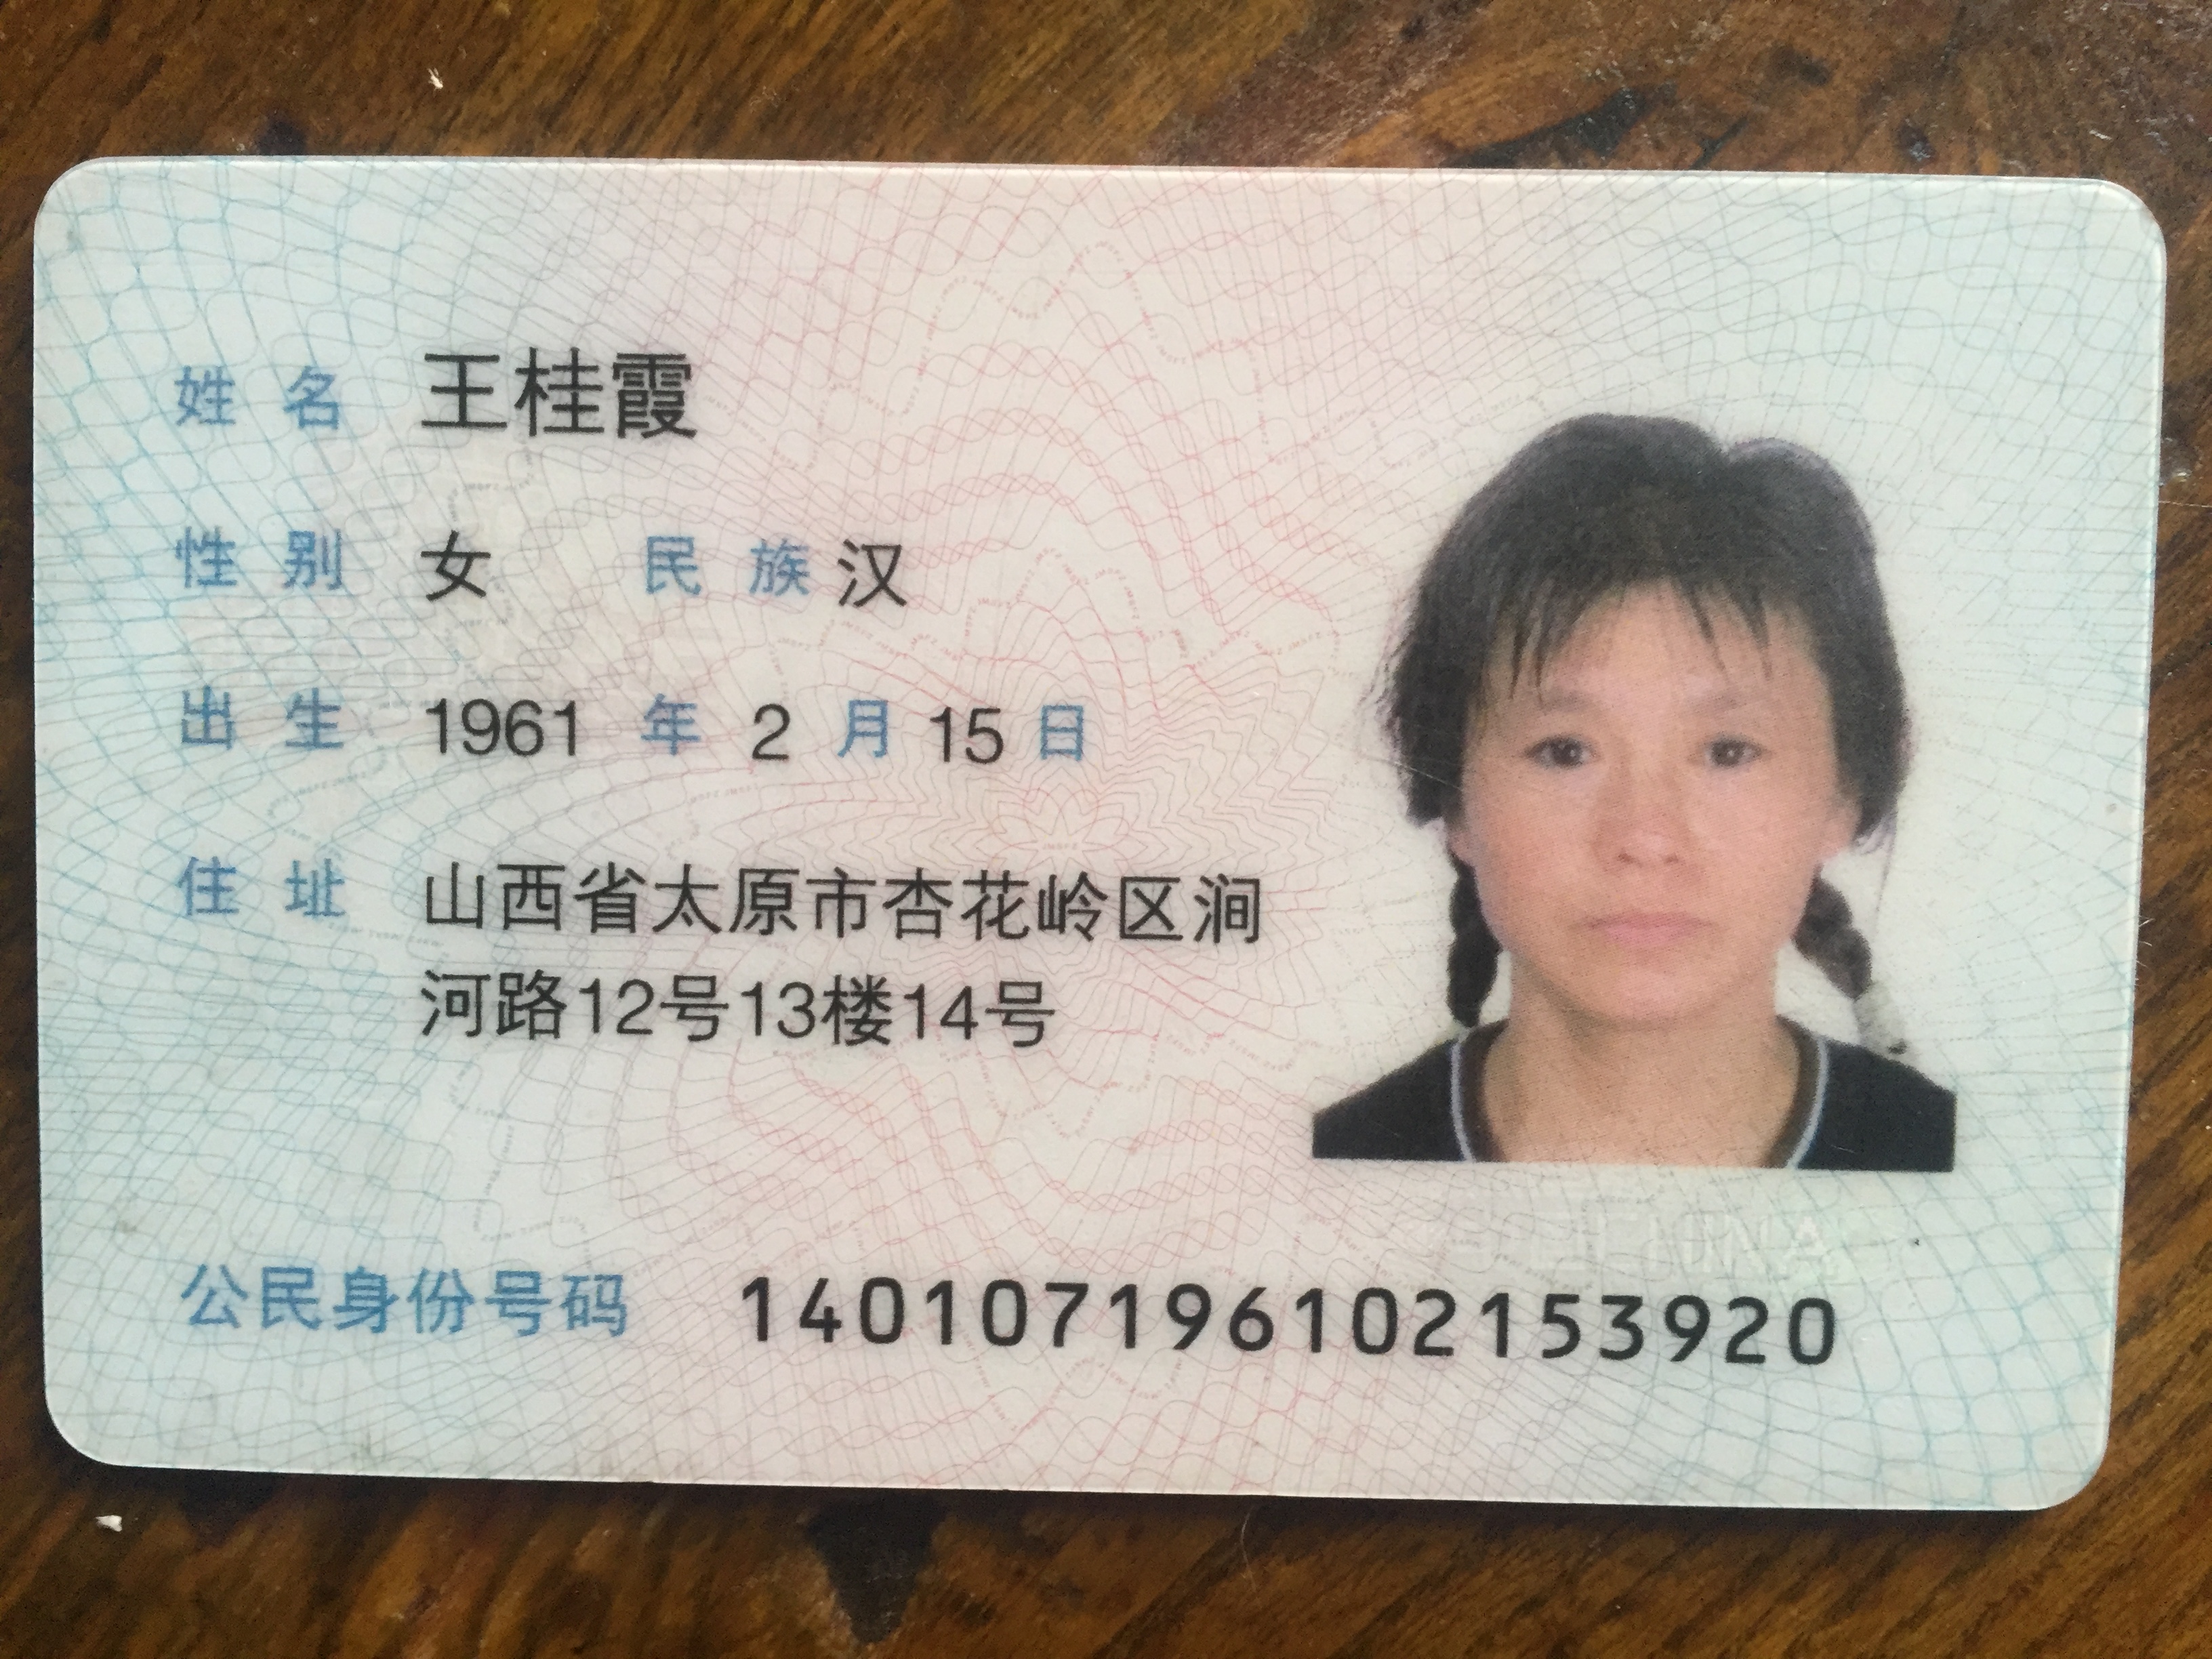 姓名 王桂霞
性别 女 民族 汉
出生 1961 年 2 月 15 日
住址 山西省太原市杏花岭区涧
河路12号13楼14号
公民身份号码 140107196102153920